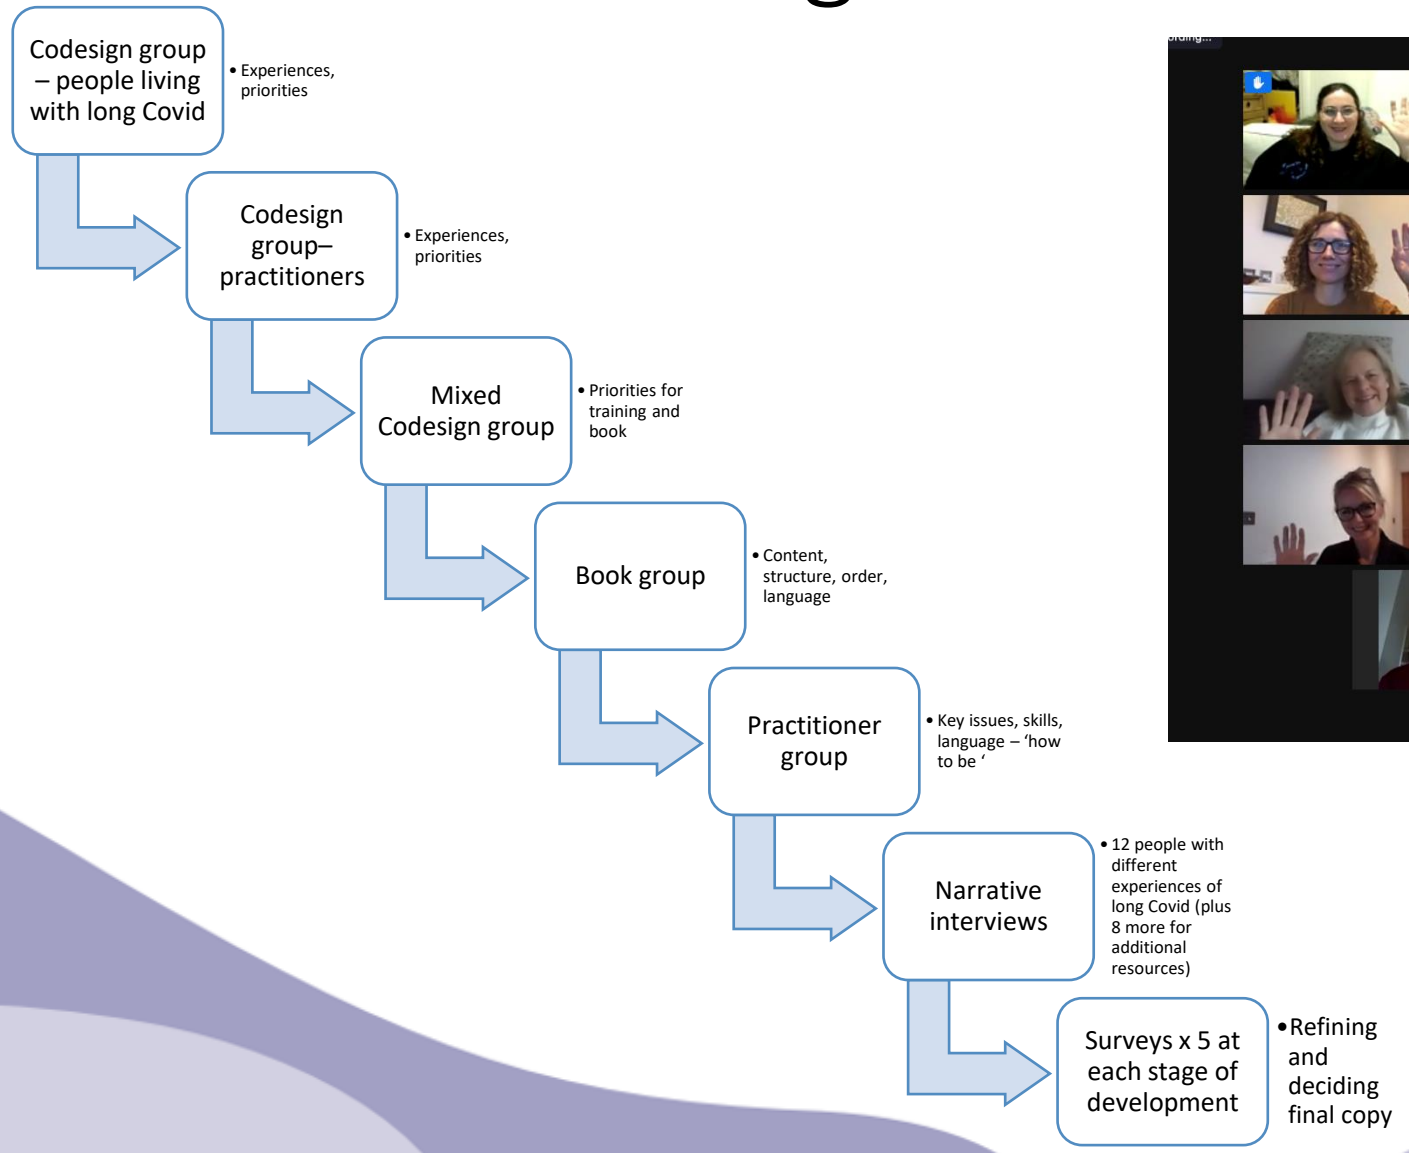 Codesign group
– people living
with long Covid
• Experiences,
priorities
Codesign
group–
practitioners
• Experiences,
priorities
Mixed
Codesign group
• Priorities for
training and
book
Book group
• Content,
structure, order,
language
Practitioner
group
• Key issues, skills,
language – ‘how
to be ‘
Narrative
interviews
• 12 people with
different
experiences of
long Covid (plus
8 more for
additional
resources)
Surveys x 5 at
each stage of
development
•Refining
and
deciding
final copy